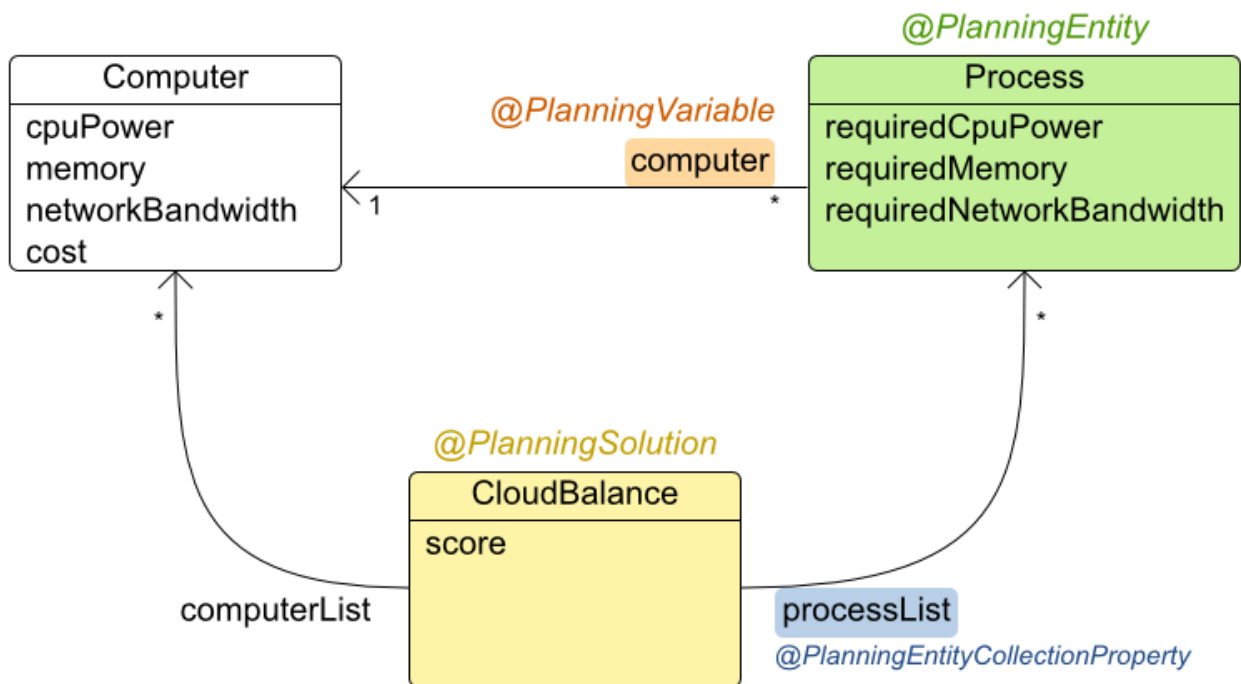 @PlanningEntity
Computer
cpuPower
memory
networkBandwidth
cost
@PlanningVariable
computer
1
*
Process
requiredCpuPower
requiredMemory
requiredNetworkBandwidth
*
*
@PlanningSolution
CloudBalance
score
computerList
processList
@PlanningEntityCollectionProperty